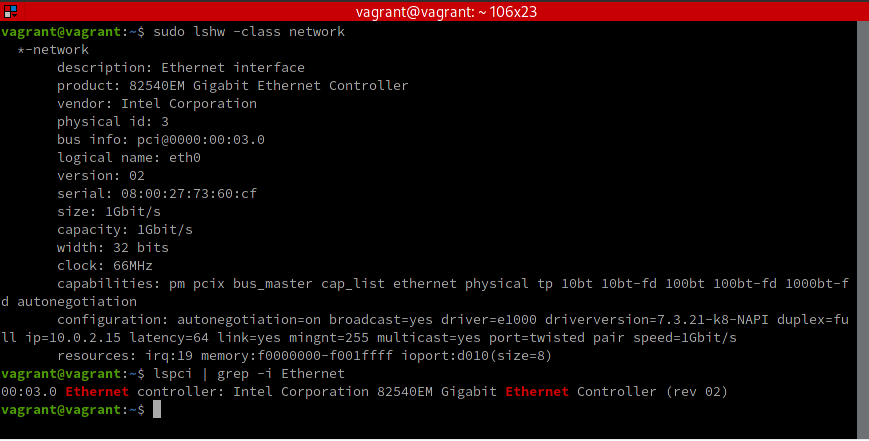 vagrant@vagrant: ~ 106x23
vagrant@vagrant:~$ sudo lshw -class network
  *-network
       description: Ethernet interface
       product: 82540EM Gigabit Ethernet Controller
       vendor: Intel Corporation
       physical id: 3
       bus info: pci@0000:00:03.0
       logical name: eth0
       version: 02
       serial: 08:00:27:73:60:cf
       size: 1Gbit/s
       capacity: 1Gbit/s
       width: 32 bits
       clock: 66MHz
       capabilities: pm pcix bus_master cap_list ethernet physical tp 10bt 10bt-fd 100bt 100bt-fd 1000bt-f
d autonegotiation
       configuration: autonegotiation=on broadcast=yes driver=e1000 driverversion=7.3.21-k8-NAPI duplex=fu
ll ip=10.0.2.15 latency=64 link=yes mingnt=255 multicast=yes port=twisted pair speed=1Gbit/s
       resources: irq:19 memory:f0000000-f001ffff ioport:d010(size=8)
vagrant@vagrant:~$ lspci | grep -i Ethernet
00:03.0 Ethernet controller: Intel Corporation 82540EM Gigabit Ethernet Controller (rev 02)
vagrant@vagrant:~$